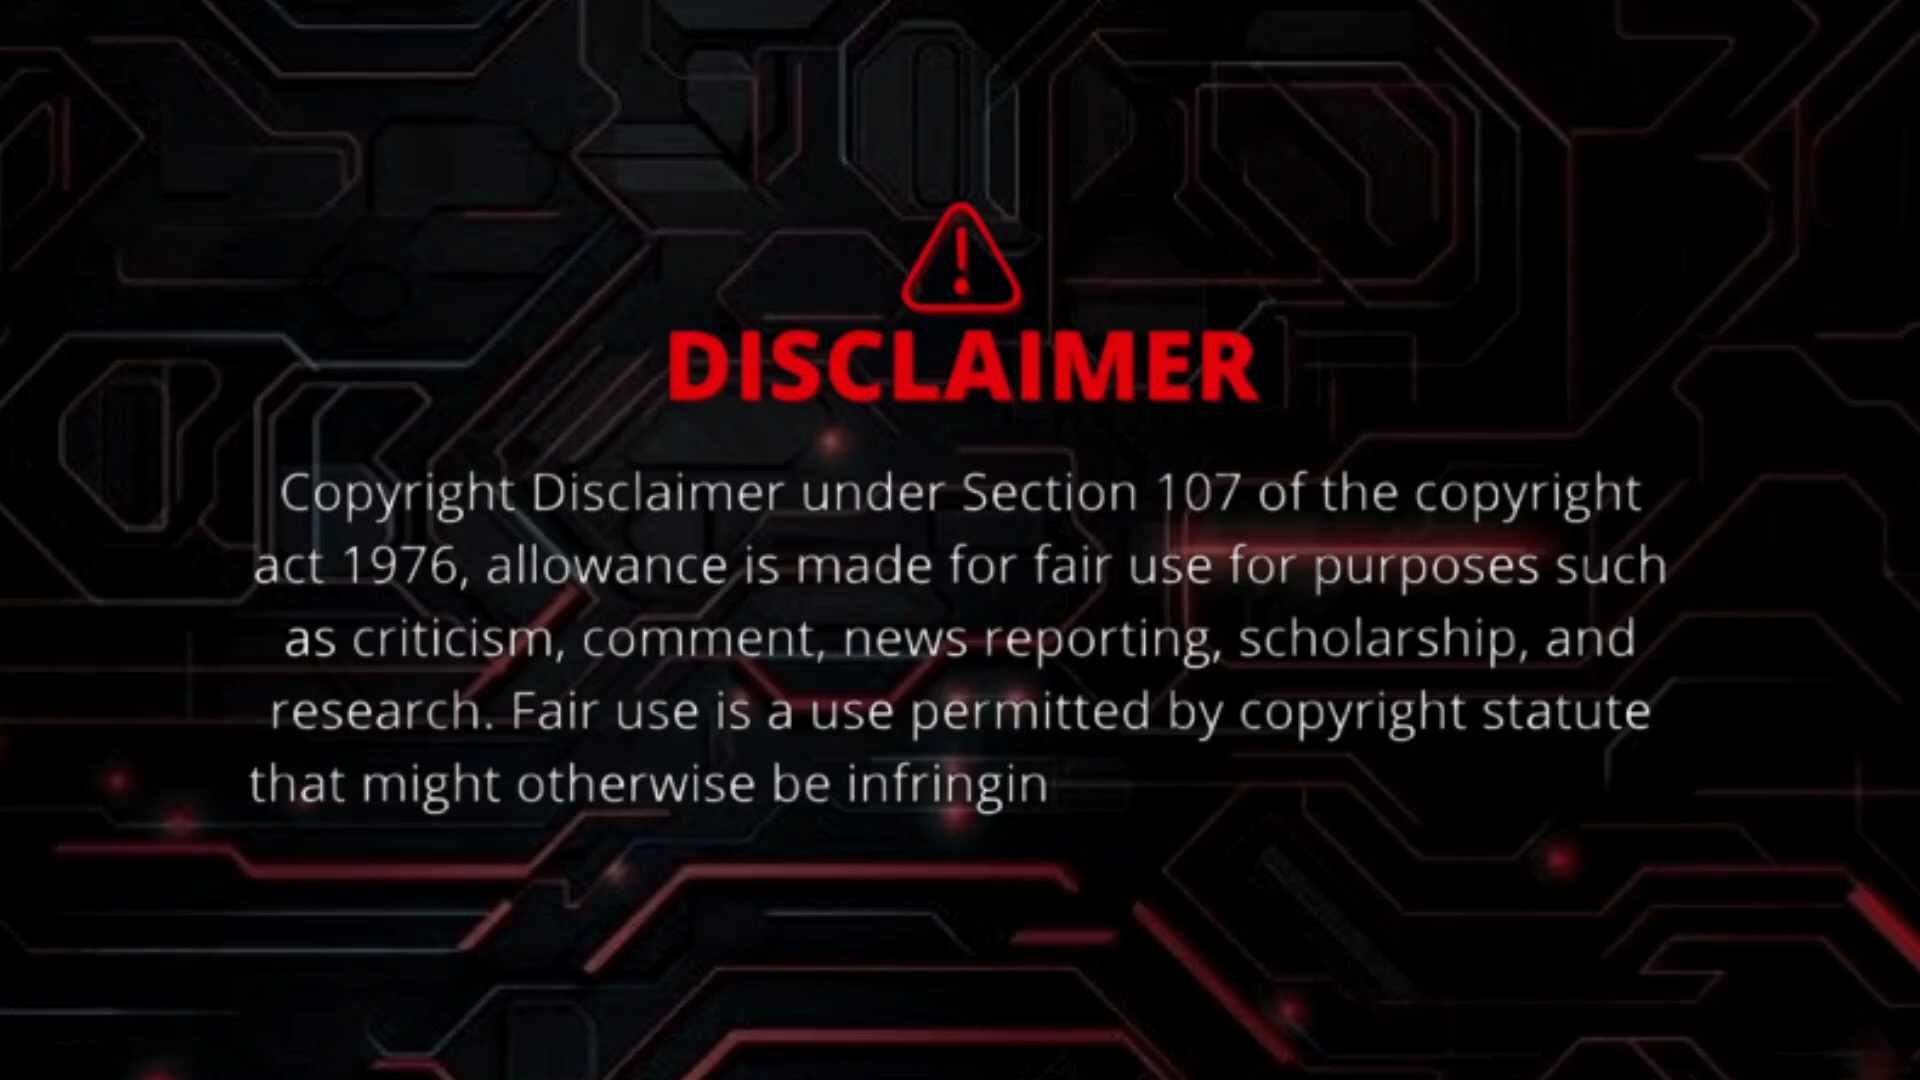 DISCLAIMER
Copyright Disclaimer under Section 107 of the copyright
act 1976, allowance is made for fair use for purposes such
as criticism, comment, news reporting, scholarship, and
research. Fair use is a use permitted by copyright statute
that might otherwise be infringin